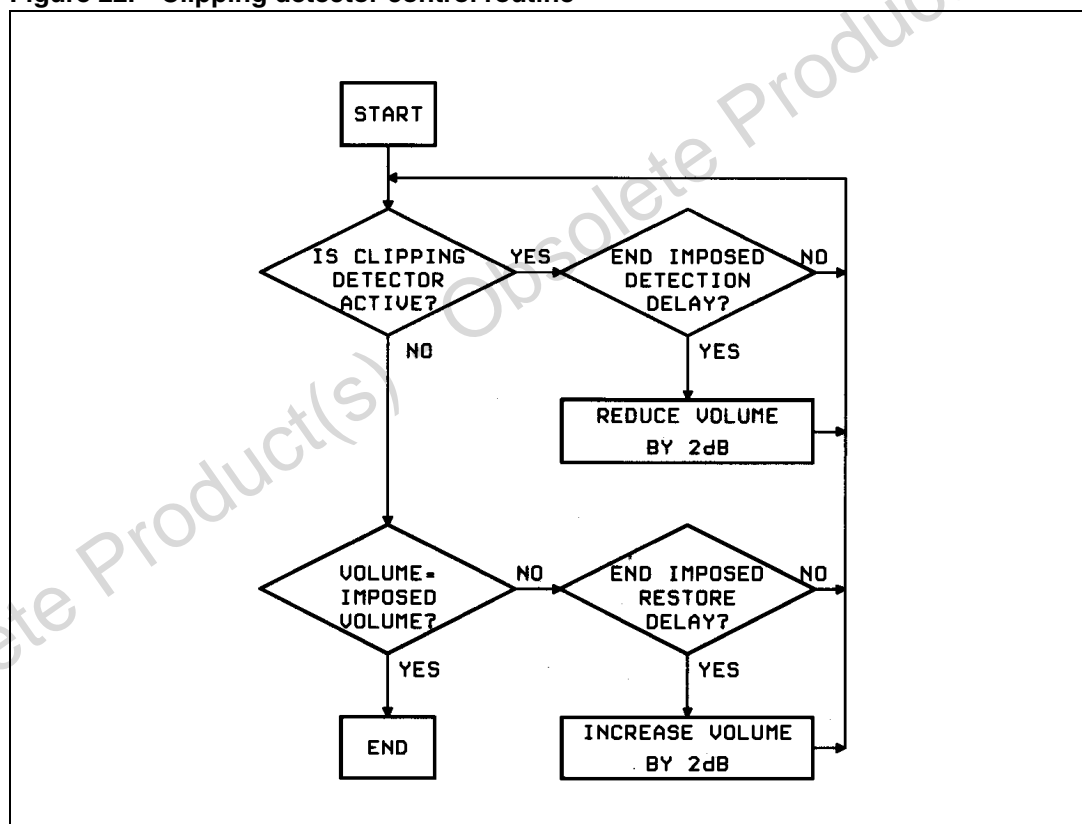 Figure 22. Clipping detector control routine
START
IS CLIPPING
DETECTOR
ACTIVE?
YES
END IMPOSED
DETECTION
DELAY?
NO
NO
YES
REDUCE VOLUME
BY 2dB
VOLUME=
IMPOSED
VOLUME?
NO
END IMPOSED
RESTORE
DELAY?
NO
YES
YES
END
INCREASE VOLUME
BY 2dB
Obsolete Product(s)
Obsolete Product(s)